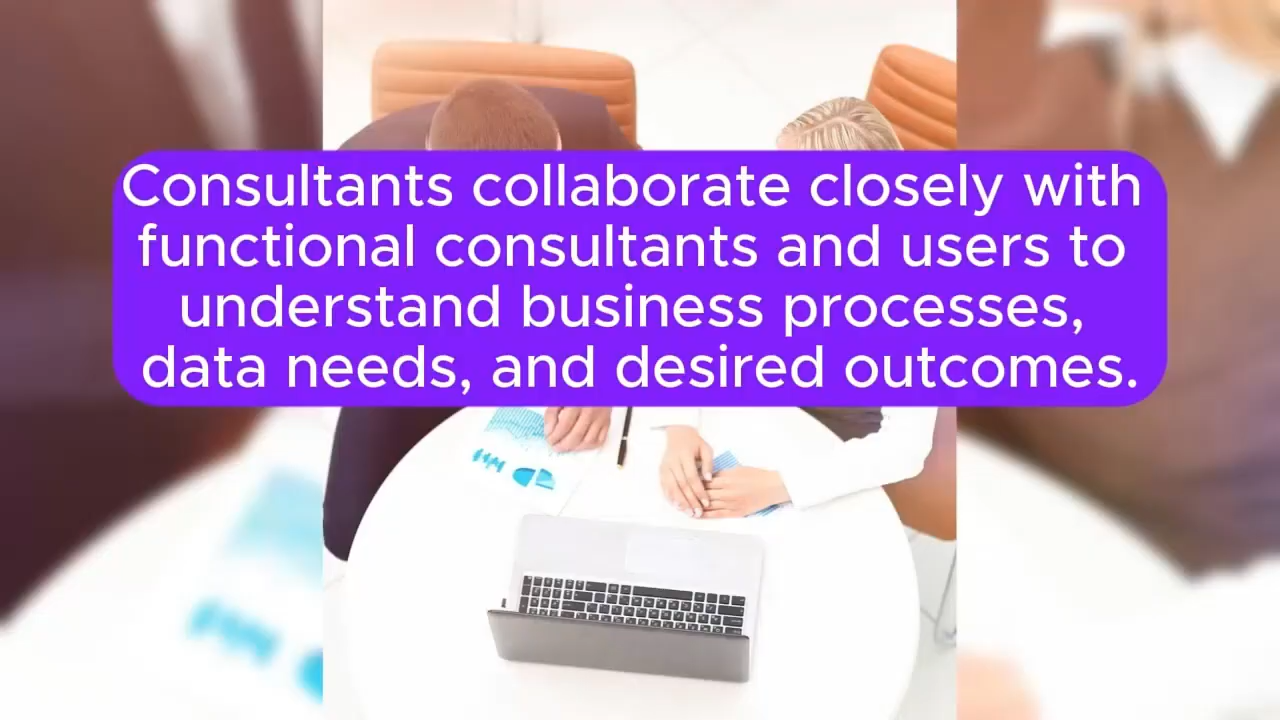 Consultants collaborate closely with
functional consultants and users to
understand business processes,
data needs, and desired outcomes.